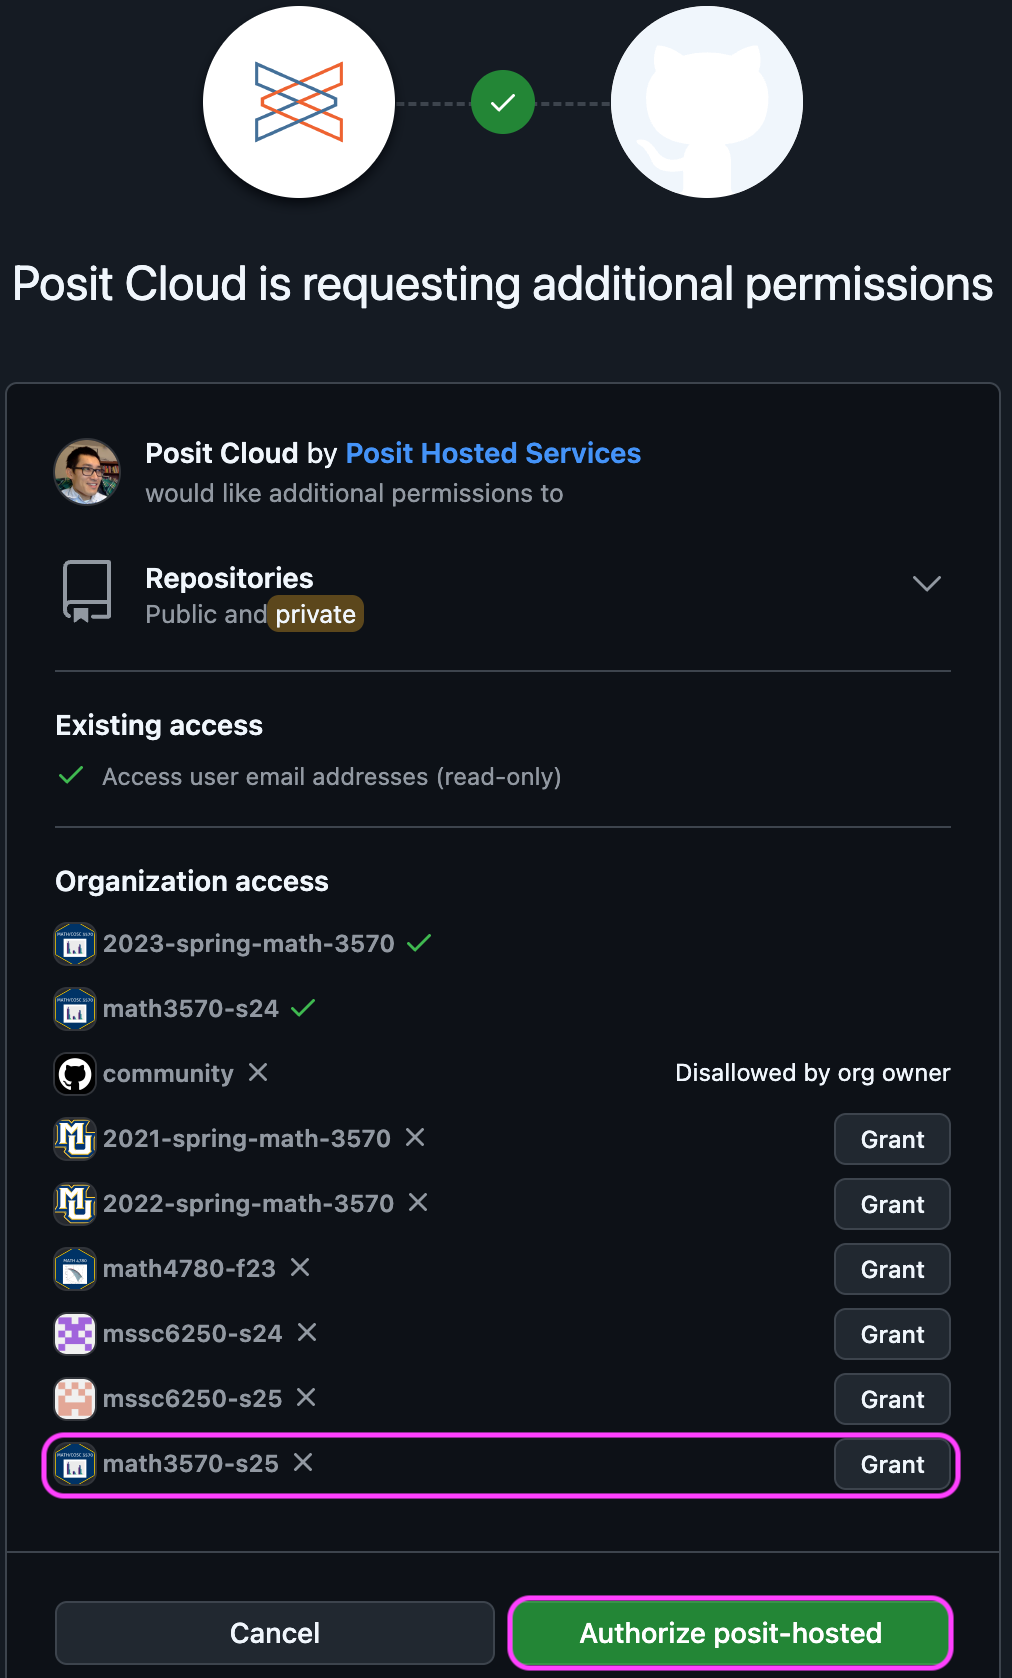 Posit Cloud is requesting additional permissions
Posit Cloud by Posit Hosted Services
would like additional permissions to
Repositories
Public and private
Existing access
Access user email addresses (read-only)
Organization access
2023-spring-math-3570
math3570-s24
community Disallowed by org owner
2021-spring-math-3570 Grant
2022-spring-math-3570 Grant
math4780-f23 Grant
mssc6250-s24 Grant
mssc6250-s25 Grant
math3570-s25 Grant
Cancel Authorize posit-hosted